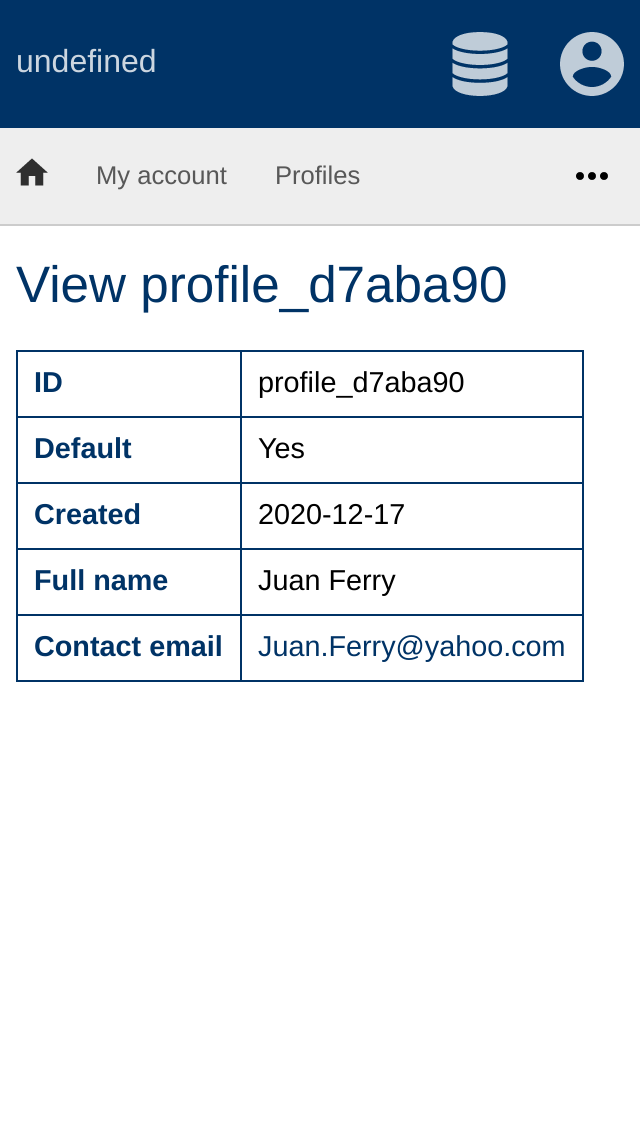 undefined
My account Profiles
View profile_d7aba90
ID profile_d7aba90
Default Yes
Created 2020-12-17
Full name Juan Ferry
Contact email Juan.Ferry@yahoo.com